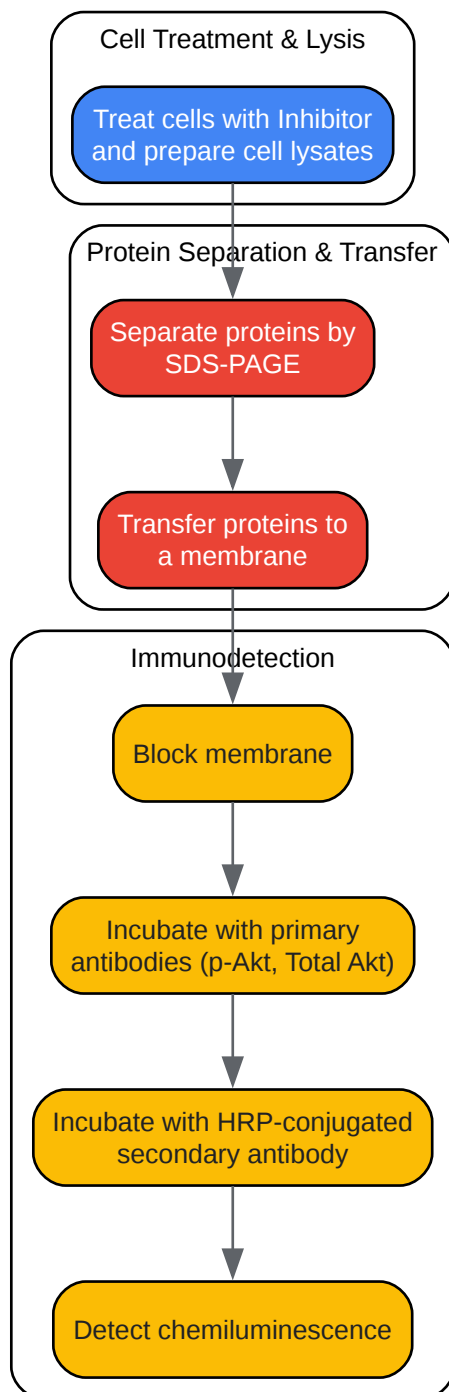 Cell Treatment & Lysis
Treat cells with Inhibitor
and prepare cell lysates
Protein Separation & Transfer
Separate proteins by
SDS-PAGE
Transfer proteins to
a membrane
Immunodetection
Block membrane
Incubate with primary
antibodies (p-Akt, Total Akt)
Incubate with HRP-conjugated
secondary antibody
Detect chemiluminescence